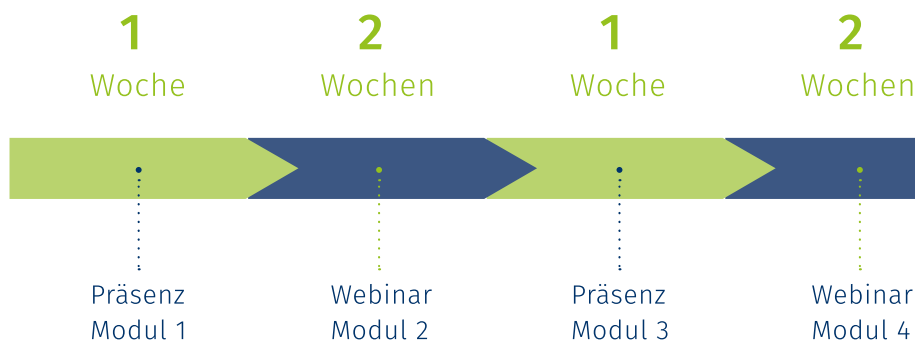 1
Woche
2
Wochen
1
Woche
2
Wochen
Präsenz
Modul 1
Webinar
Modul 2
Präsenz
Modul 3
Webinar
Modul 4